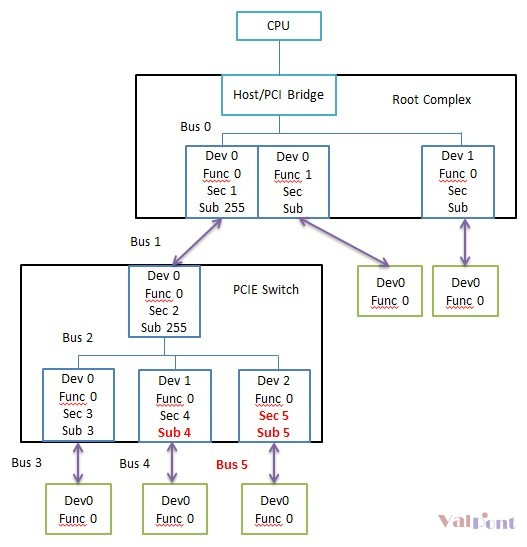 CPU
Host/PCI Bridge
Root Complex
Bus 0
Dev 0
Func 0
Sec 1
Sub 255
Dev 0
Func 1
Sec
Sub
Dev 1
Func 0
Sec
Sub
Bus 1
Dev 0
Func 0
Sec 2
Sub 255
PCIE Switch
Dev0
Func 0
Dev0
Func 0
Bus 2
Dev 0
Func 0
Sec 3
Sub 3
Dev 1
Func 0
Sec 4
Sub 4
Dev 2
Func 0
Sec 5
Sub 5
Bus 3
Bus 4
Bus 5
Dev0
Func 0
Dev0
Func 0
Dev0
Func 0
ValPont